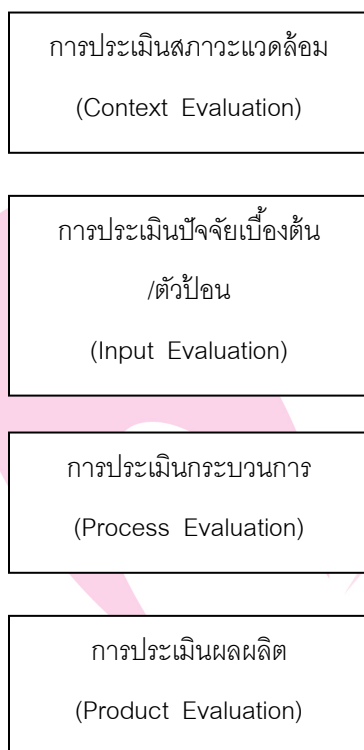 การประเมินสภาวะแวดล้อม
(Context Evaluation)
การประเมินปัจจัยเบื้องต้น
/ตัวป้อน
(Input Evaluation)
การประเมินกระบวนการ
(Process Evaluation)
การประเมินผลผลิต
(Product Evaluation)